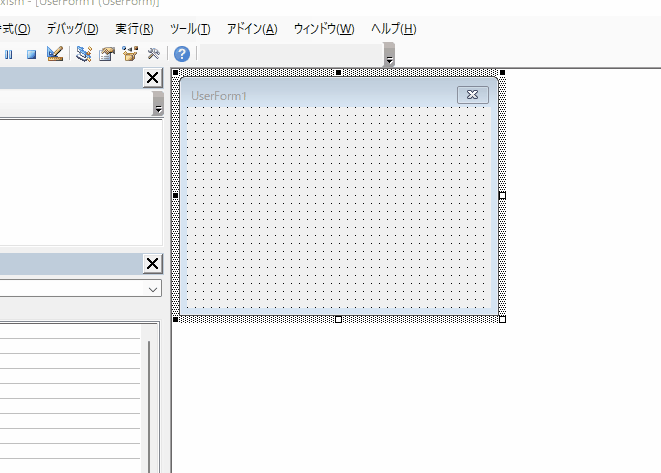 xlsm - [UserForm1 (UserForm)]
式(O) デバッグ(D) 実行(R) ツール(T) アドイン(A) ウィンドウ(W) ヘルプ(H)
UserForm1